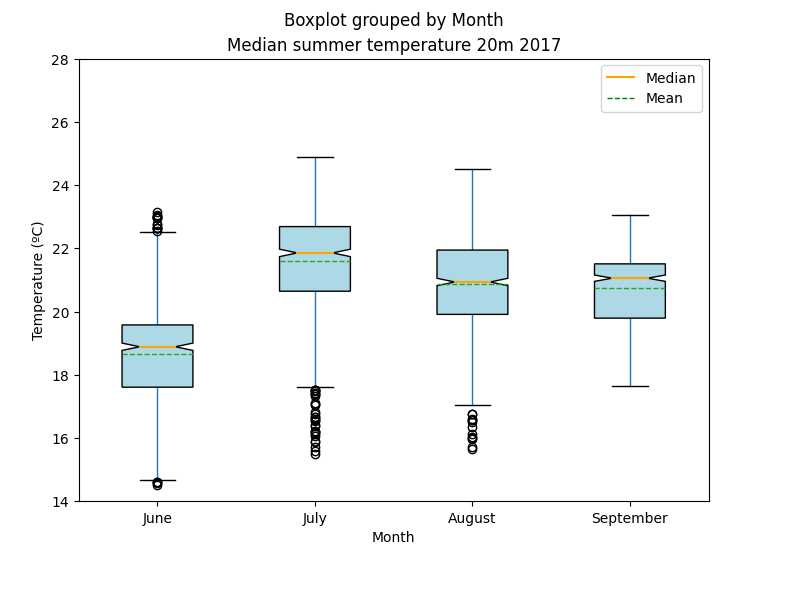 Boxplot grouped by Month
Median summer temperature 20m 2017
28
26
24
22
20
18
16
14
Temperature (ºC)
Median
Mean
June
July
August
September
Month